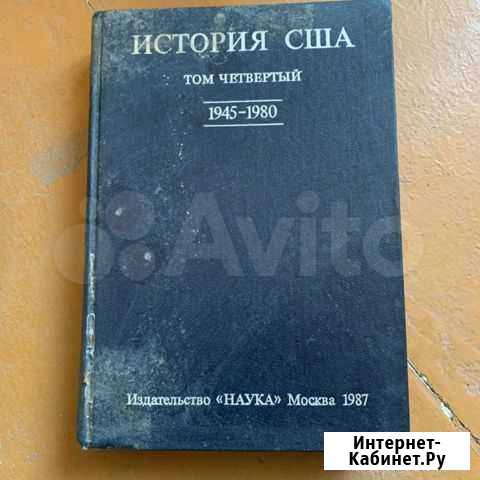 ИСТОРИЯ США
ТОМ ЧЕТВЕРТЫЙ
1945-1980
Avito
Издательство «НАУКА» Москва 1987
Интернет-
Кабинет.Ру